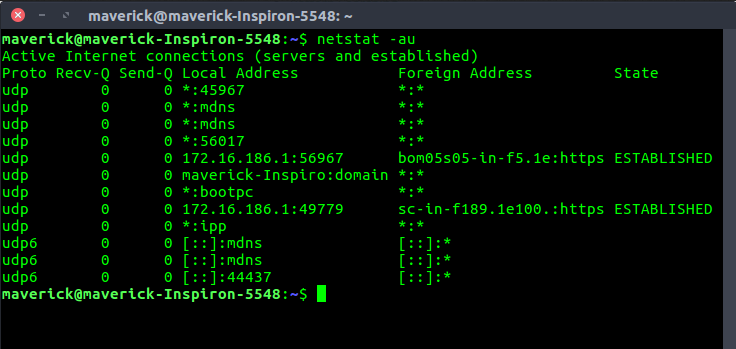 maverick@maverick-Inspiron-5548: ~
maverick@maverick-Inspiron-5548:~$ netstat -au
Active Internet connections (servers and established)
Proto Recv-Q Send-Q Local Address           Foreign Address         State
udp        0      0 *:45967                 *:*
udp        0      0 *:mdns                  *:*
udp        0      0 *:mdns                  *:*
udp        0      0 *:56017                 *:*
udp        0      0 172.16.186.1:56967      bom05s05-in-f5.1e:https ESTABLISHED
udp        0      0 maverick-Inspiro:domain *:*
udp        0      0 *:bootpc                *:*
udp        0      0 172.16.186.1:49779      sc-in-f189.1e100.:https ESTABLISHED
udp        0      0 *:ipp                   *:*
udp6       0      0 [::]:mdns               [::]:*
udp6       0      0 [::]:mdns               [::]:*
udp6       0      0 [::]:44437              [::]:*
maverick@maverick-Inspiron-5548:~$